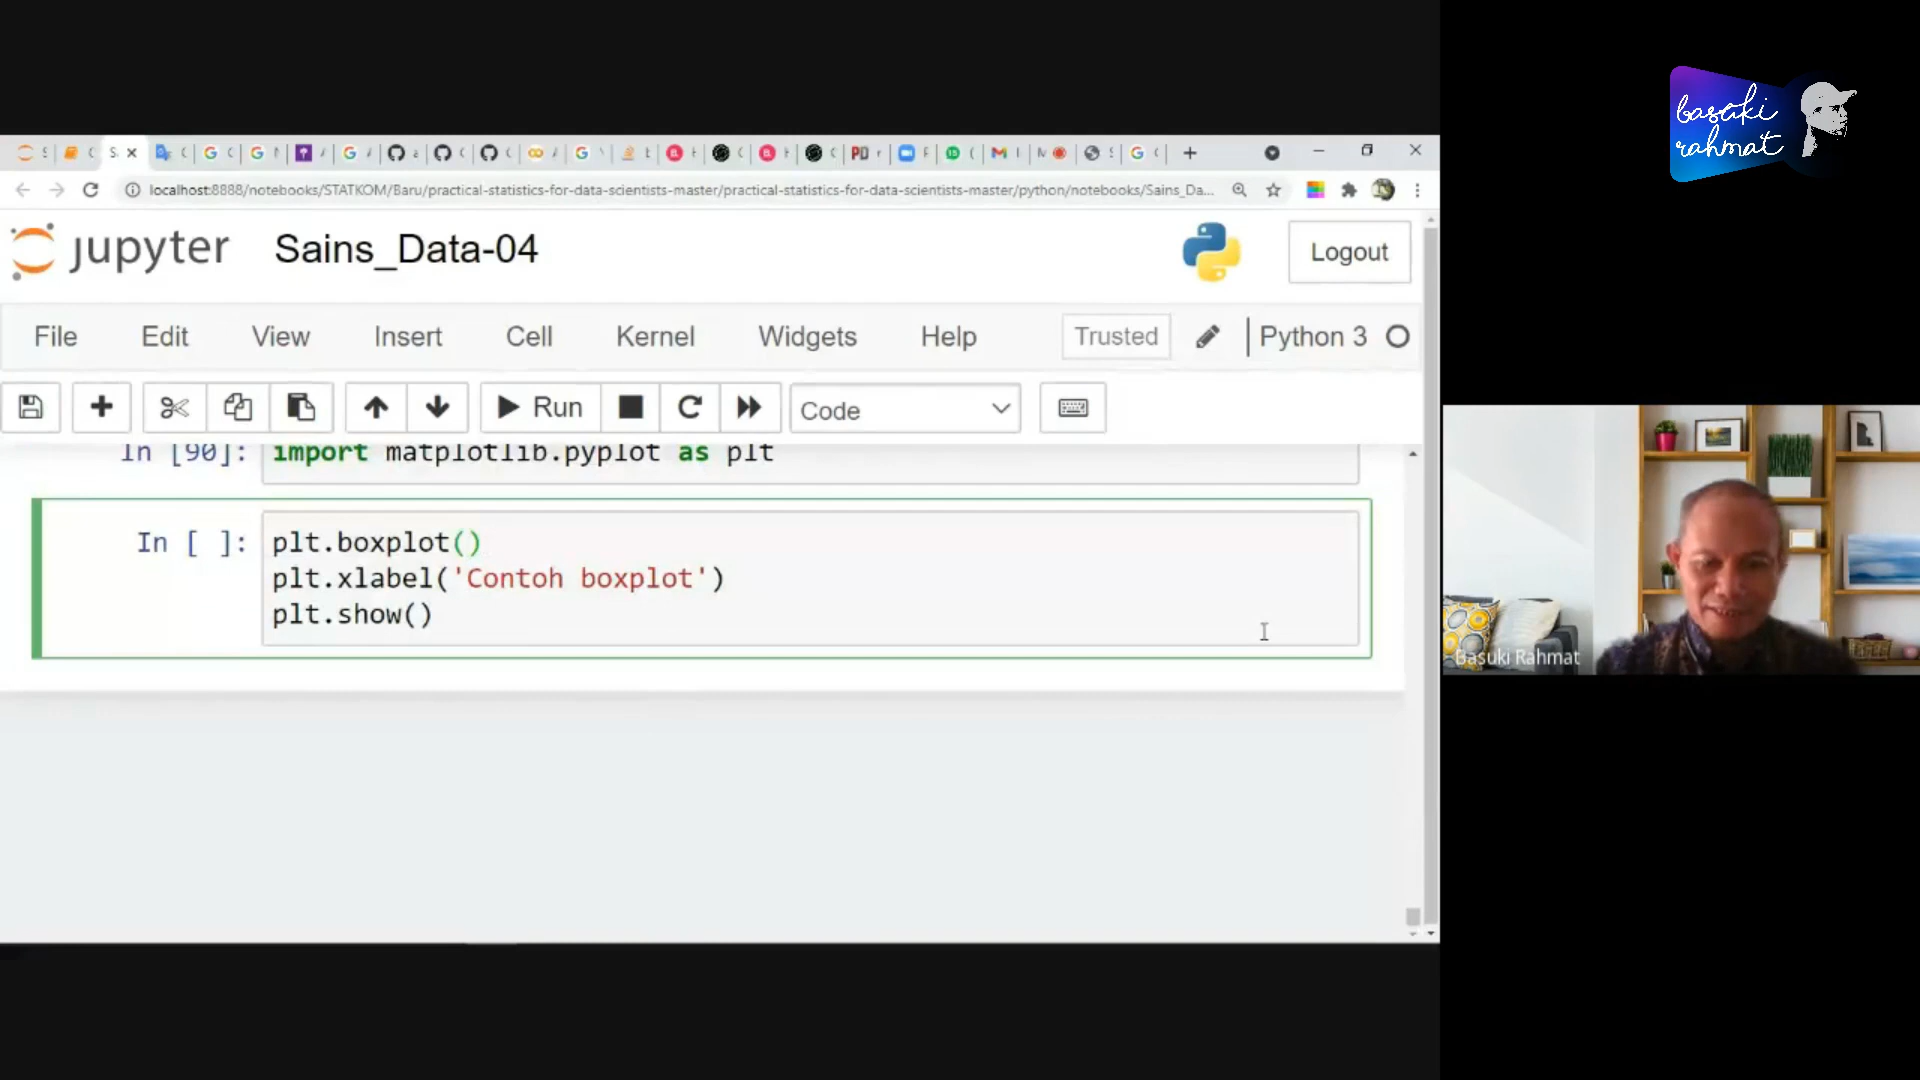 basuki
rahmat
localhost:8888/notebooks/STATKOM/Baru/practical-statistics-for-data-scientists-master/practical-statistics-for-data-scientists-master/python/notebooks/Sains_Da...
jupyter Sains_Data-04 Logout
File Edit View Insert Cell Kernel Widgets Help Trusted Python 3
Run Code
In [90]: import matplotlib.pyplot as plt
In [ ]: plt.boxplot()
plt.xlabel('Contoh boxplot')
plt.show()
Basuki Rahmat